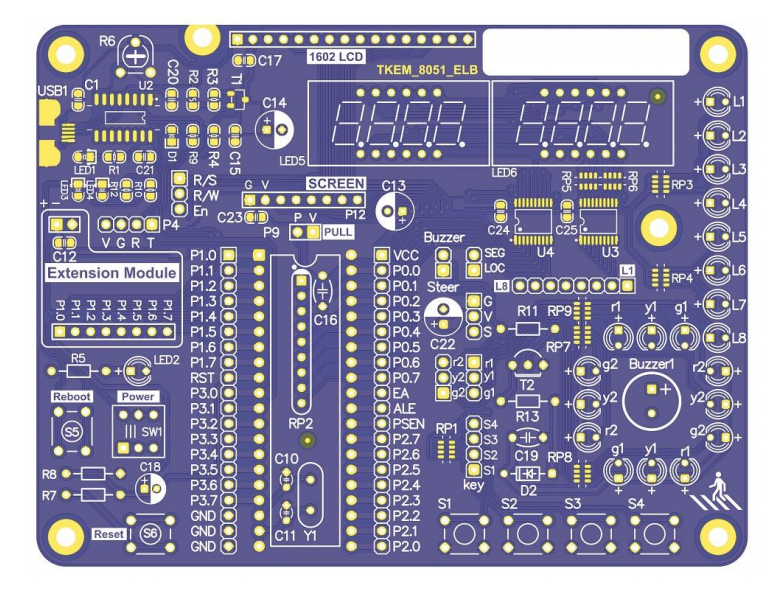 R6
1602 LCD
C17
TKEM_8051_ELB
USB1
C1
U2
C20
R2
R3
T1
C14
LED5
LED6
D1
R9
R4
C15
LED1
R1
C21
LED3
LED4
R12
R10
R/S
R/W
En
G V
SCREEN
C23
P12
P9
P V
PULL
C13
RP5
RP6
RP3
C24
U4
C25
U3
+ L1
+ L2
+ L3
+ L4
+ L5
+ L6
+ L7
+ L8
+ -
C12
V G R T
P4
Extension Module
P1.0
P1.1
P1.2
P1.3
P1.4
P1.5
P1.6
P1.7
P1.0
P1.1
P1.2
P1.3
P1.4
P1.5
P1.6
P1.7
RST
P3.0
P3.1
P3.2
P3.3
P3.4
P3.5
P3.6
P3.7
GND
GND
GND
C16
RP2
C10
C11
Y1
VCC
P0.0
P0.1
P0.2
P0.3
P0.4
P0.5
P0.6
P0.7
EA
ALE
PSEN
P2.7
P2.6
P2.5
P2.4
P2.3
P2.2
P2.1
P2.0
Buzzer
SEG
LOC
Steer
G
V
S
C22
L8
L1
RP4
R11
RP9
RP7
r1 y1 g1
r2 r1
y2 y1
g2 g1
T2
R13
RP1
S4
S3
S2
S1
key
C19
D2
RP8
g2
y2
r2
Buzzer1
r2
y2
g2
g1 y1 r1
R5
LED2
Reboot
S5
Power
SW1
R8
R7
C18
Reset
S6
S1
S2
S3
S4